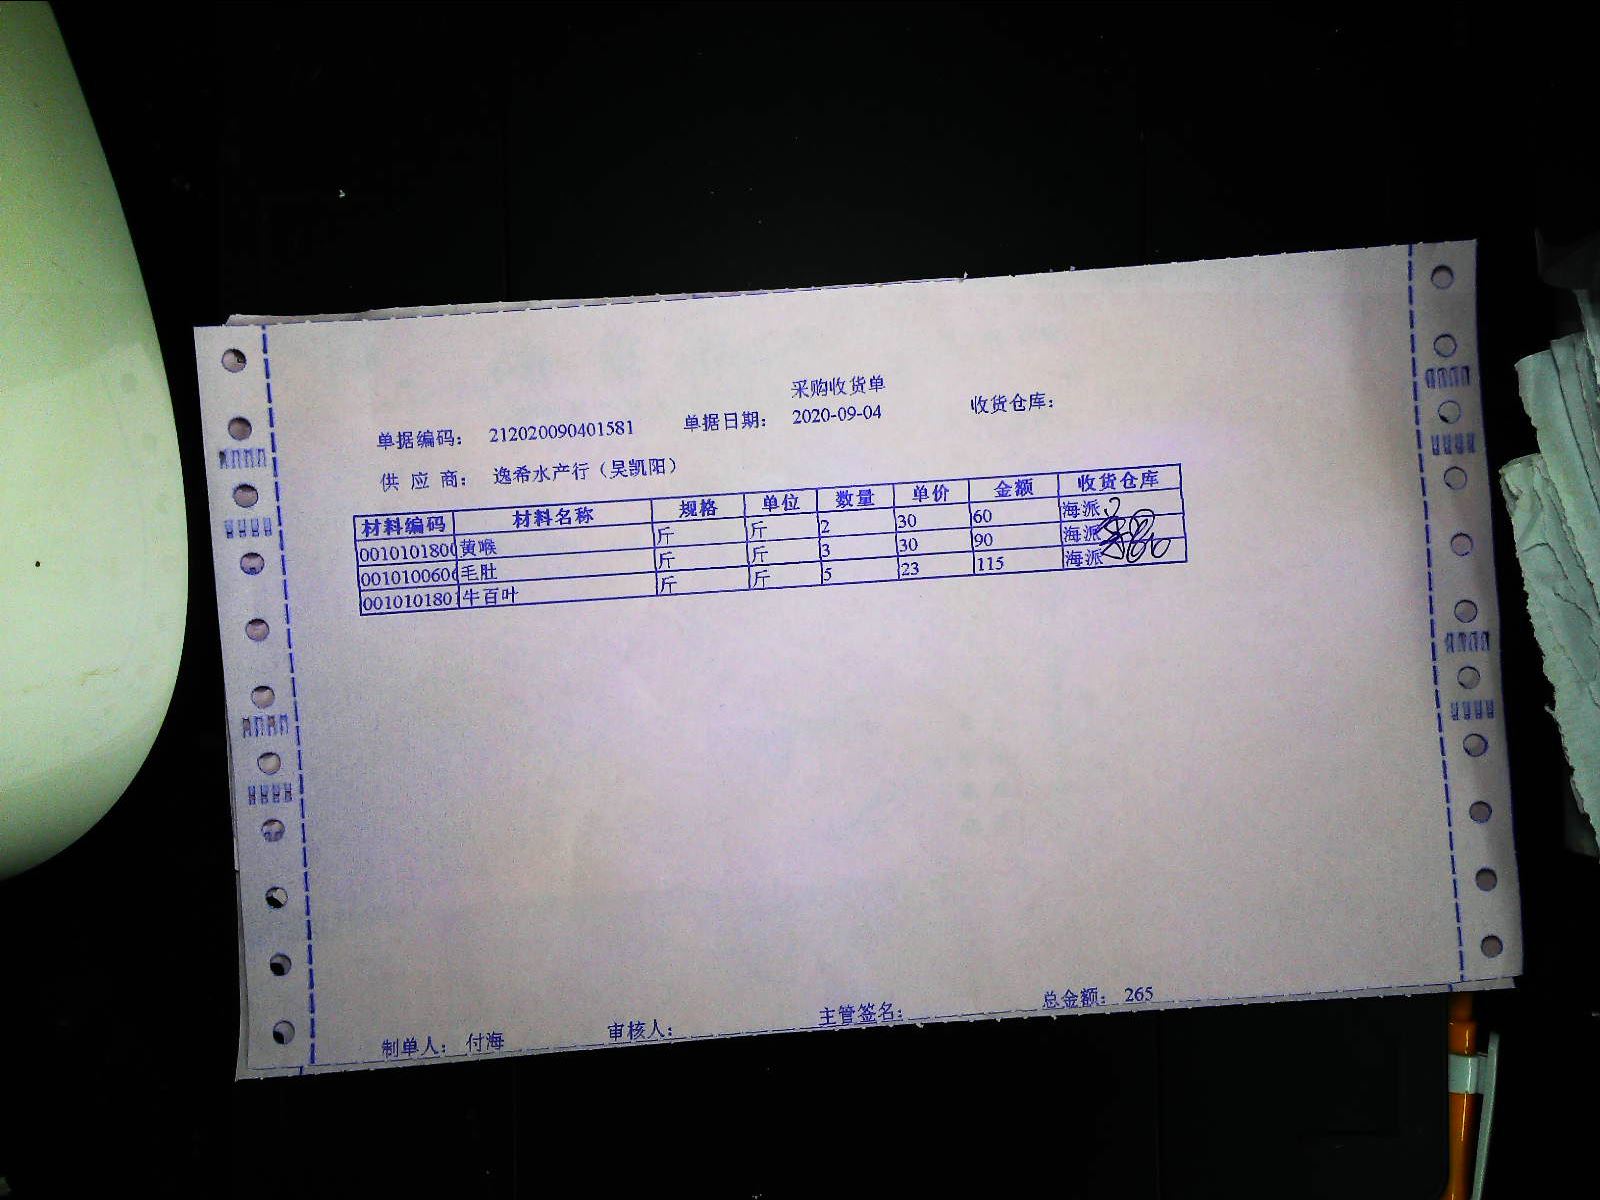 采购收货单
单据编码： 212020090401581 单据日期： 2020-09-04 收货仓库：
供 应 商： 逸希水产行（吴凯阳）
材料编码 材料名称 规格 单位 数量 单价 金额 收货仓库
001010180 黄喉 斤 斤 2 30 60 海派
001010060 毛肚 斤 斤 3 30 90 海派
001010180 牛百叶 斤 斤 5 23 115 海派
制单人： 付海 审核人： 主管签名： 总金额： 265